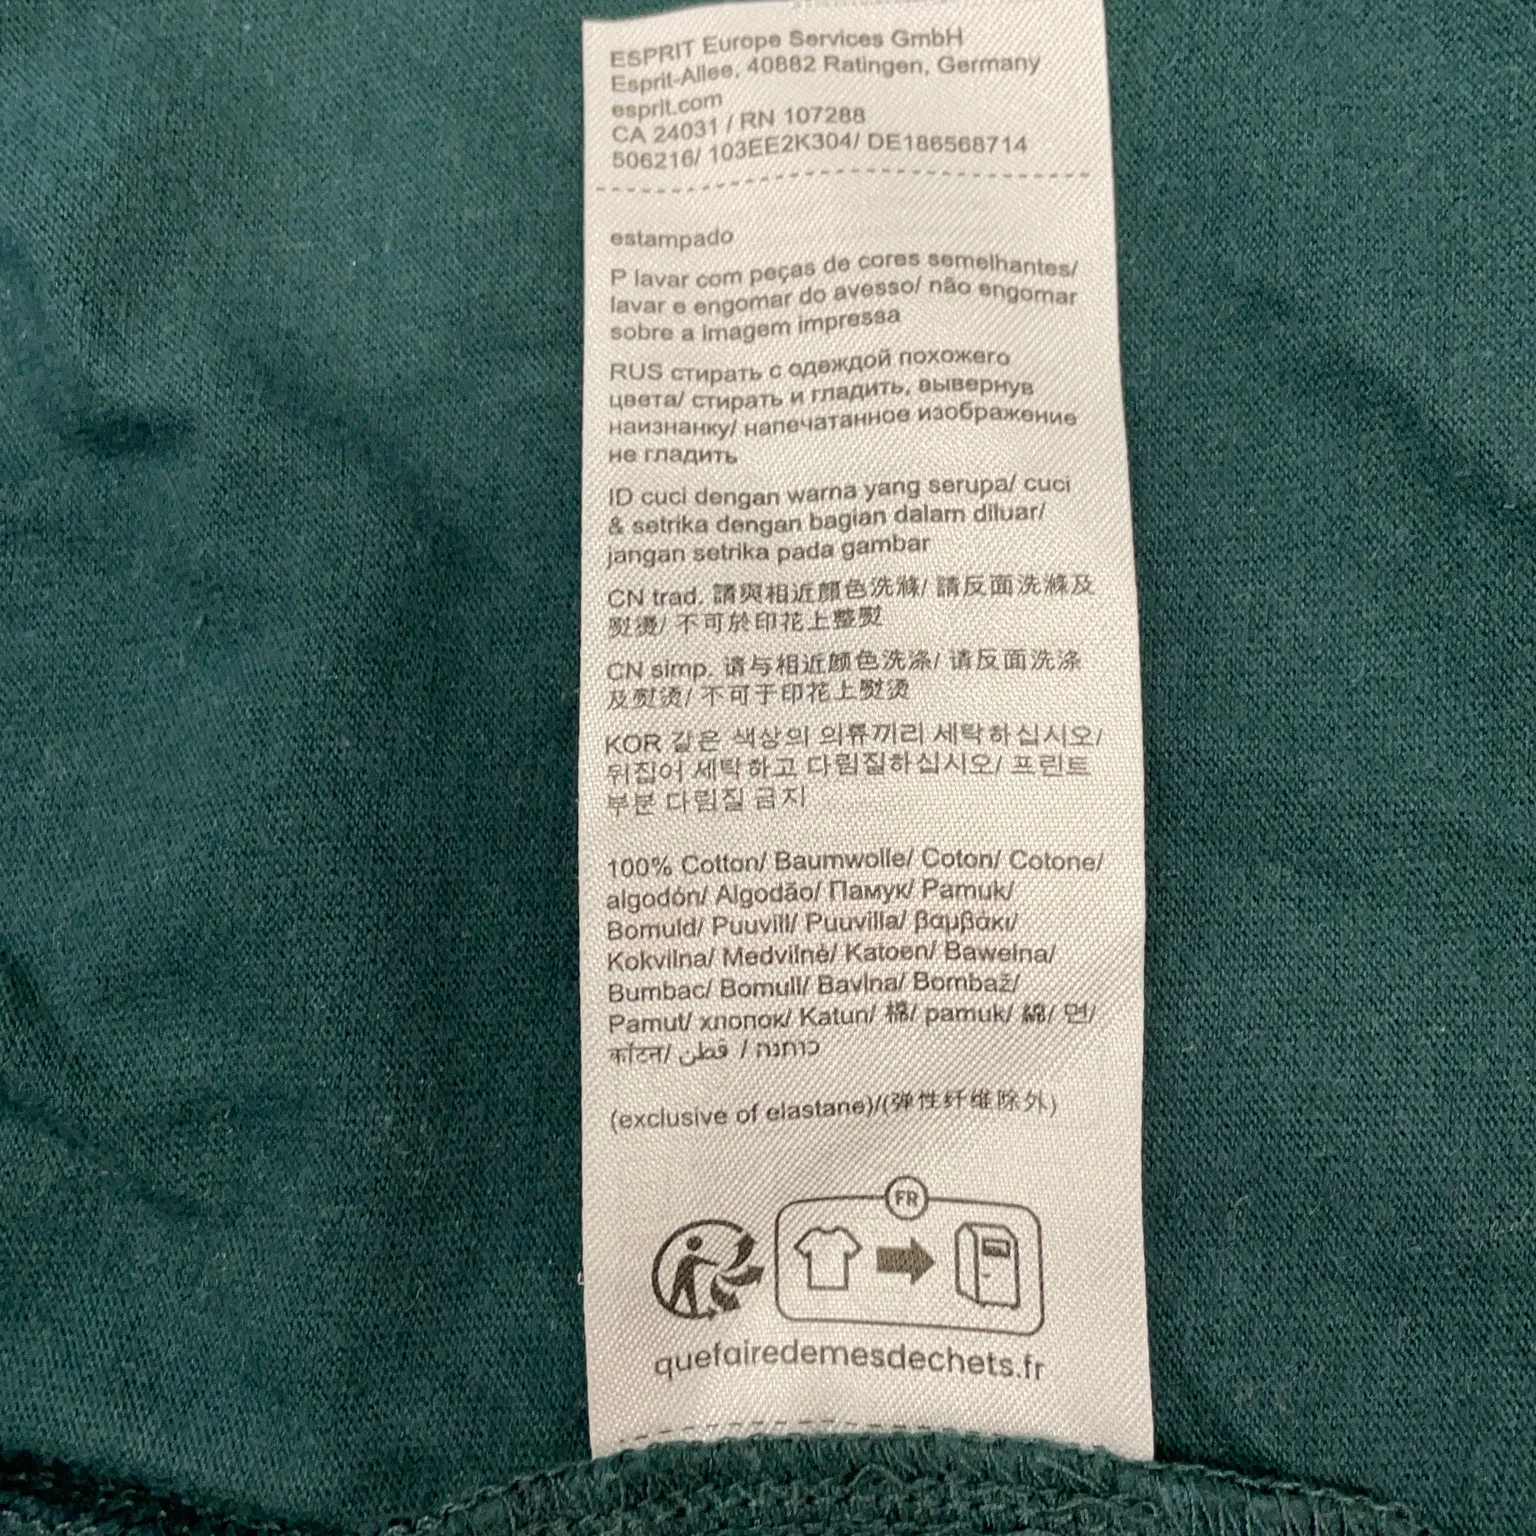 ESPRIT Europe Services GmbH
Esprit-Allee, 40882 Ratingen, Germany
esprit.com
CA 24031 / RN 107288
506216/ 103EE2K304/ DE186568714
estampado
P lavar com peças de cores semelhantes/
lavar e engomar do avesso/ não engomar
sobre a imagem impressa
RUS стирать с одеждой похожего
цвета/ стирать и гладить, вывернув
наизнанку/ напечатанное изображение
не гладить
ID cuci dengan warna yang serupa/ cuci
& setrika dengan bagian dalam diluar/
jangan setrika pada gambar
CN trad. 請與相近顏色洗滌/ 請反面洗滌及
熨燙/ 不可於印花上整熨
CN simp. 请与相近颜色洗涤/ 请反面洗涤
及熨烫/ 不可于印花上熨烫
KOR 같은 색상의 의류끼리 세탁하십시오/
뒤집어 세탁하고 다림질하십시오/ 프린트
부분 다림질 금지
100% Cotton/ Baumwolle/ Coton/ Cotone/
algodón/ Algodão/ Памук/ Pamuk/
Bomuld/ Puuvill/ Puuvilla/ βαμβάκι/
Kokvilna/ Medvilnė/ Katoen/ Bawełna/
Bumbac/ Bomull/ Bavlna/ Bombaž/
Pamut/ хлопок/ Katun/ 棉/ pamuk/ 綿/ 면/
कॉटन/ قطن / כותנה
(exclusive of elastane)/(弹性纤维除外)
FR
quefairedemesdechets.fr